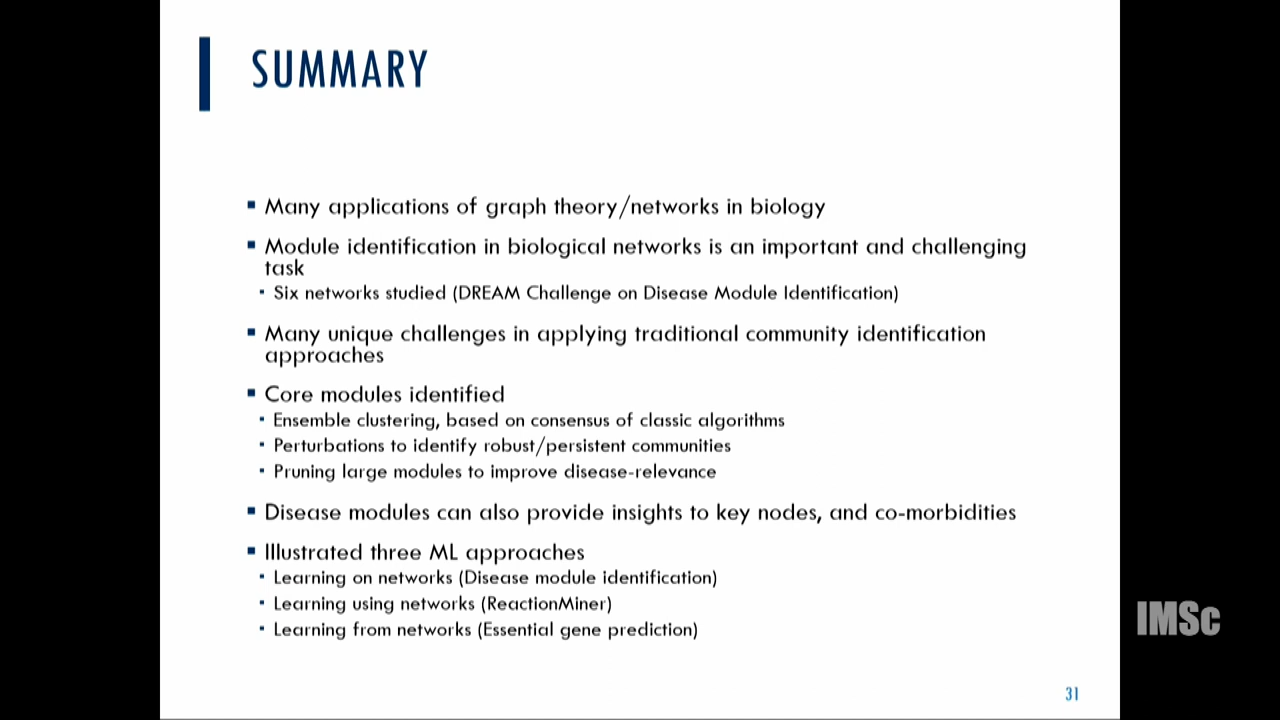 SUMMARY
▪ Many applications of graph theory/networks in biology
▪ Module identification in biological networks is an important and challenging
task
▪ Six networks studied (DREAM Challenge on Disease Module Identification)
▪ Many unique challenges in applying traditional community identification
approaches
▪ Core modules identified
▪ Ensemble clustering, based on consensus of classic algorithms
▪ Perturbations to identify robust/persistent communities
▪ Pruning large modules to improve disease-relevance
▪ Disease modules can also provide insights to key nodes, and co-morbidities
▪ Illustrated three ML approaches
▪ Learning on networks (Disease module identification)
▪ Learning using networks (ReactionMiner)
▪ Learning from networks (Essential gene prediction)
IMSc
31